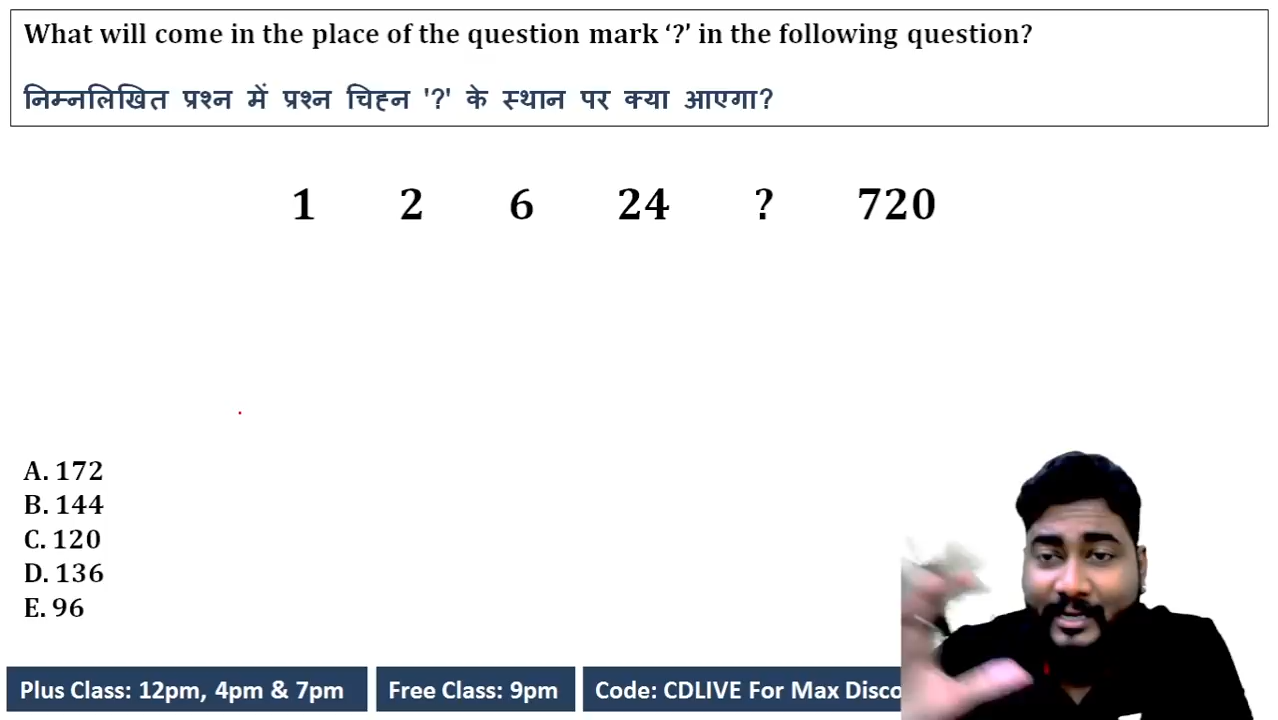 What will come in the place of the question mark ‘?’ in the following question?
निम्नलिखित प्रश्न में प्रश्न चिह्न '?' के स्थान पर क्या आएगा?
1 2 6 24 ? 720
A. 172
B. 144
C. 120
D. 136
E. 96
Plus Class: 12pm, 4pm & 7pm
Free Class: 9pm
Code: CDLIVE For Max Disco